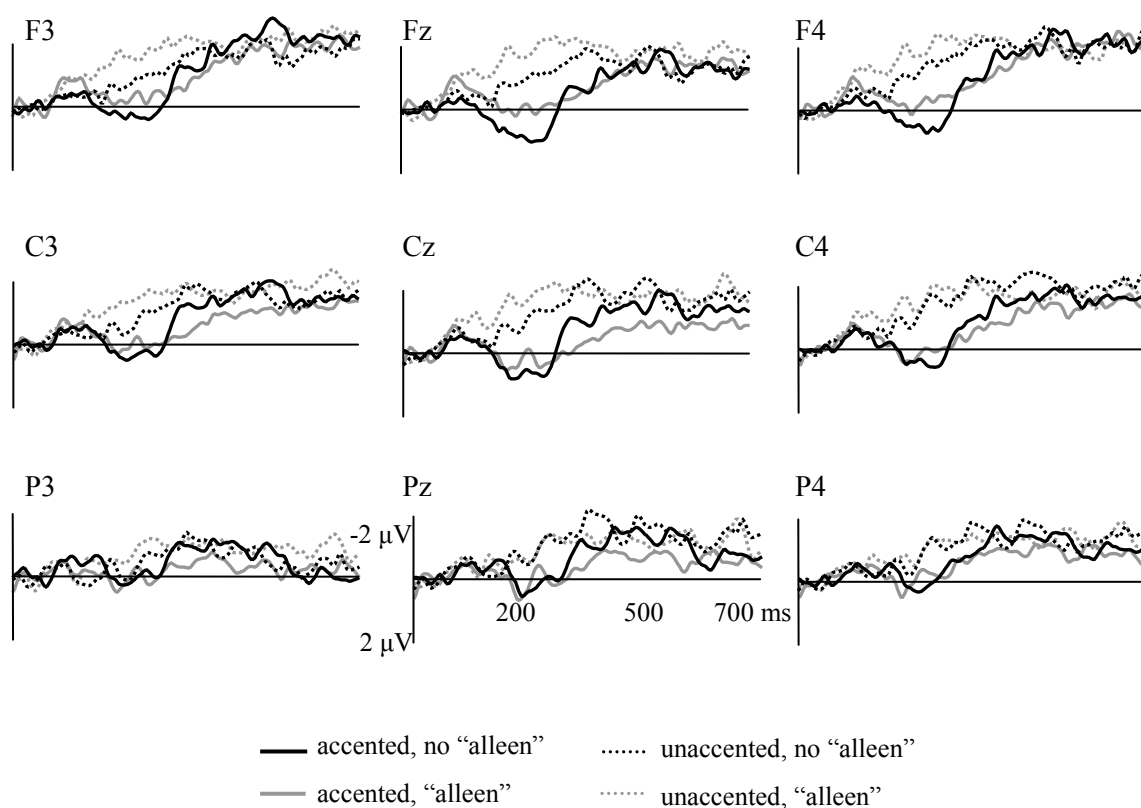 F3 Fz F4
C3 Cz C4
P3 Pz P4
-2 µV
200 500 700 ms
2 µV
accented, no “alleen” unaccented, no “alleen”
accented, “alleen” unaccented, “alleen”